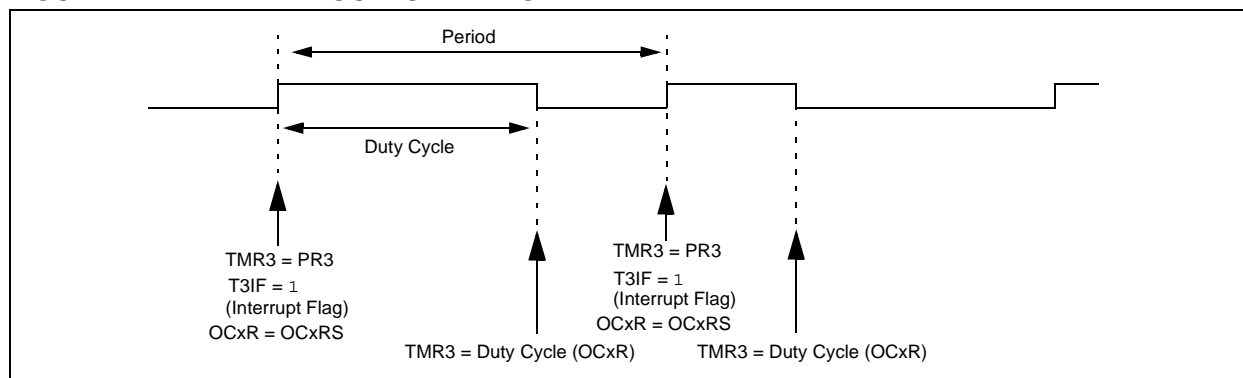 Period
Duty Cycle
TMR3 = PR3
T3IF = 1
(Interrupt Flag)
OCxR = OCxRS
TMR3 = Duty Cycle (OCxR)
TMR3 = PR3
T3IF = 1
(Interrupt Flag)
OCxR = OCxRS
TMR3 = Duty Cycle (OCxR)